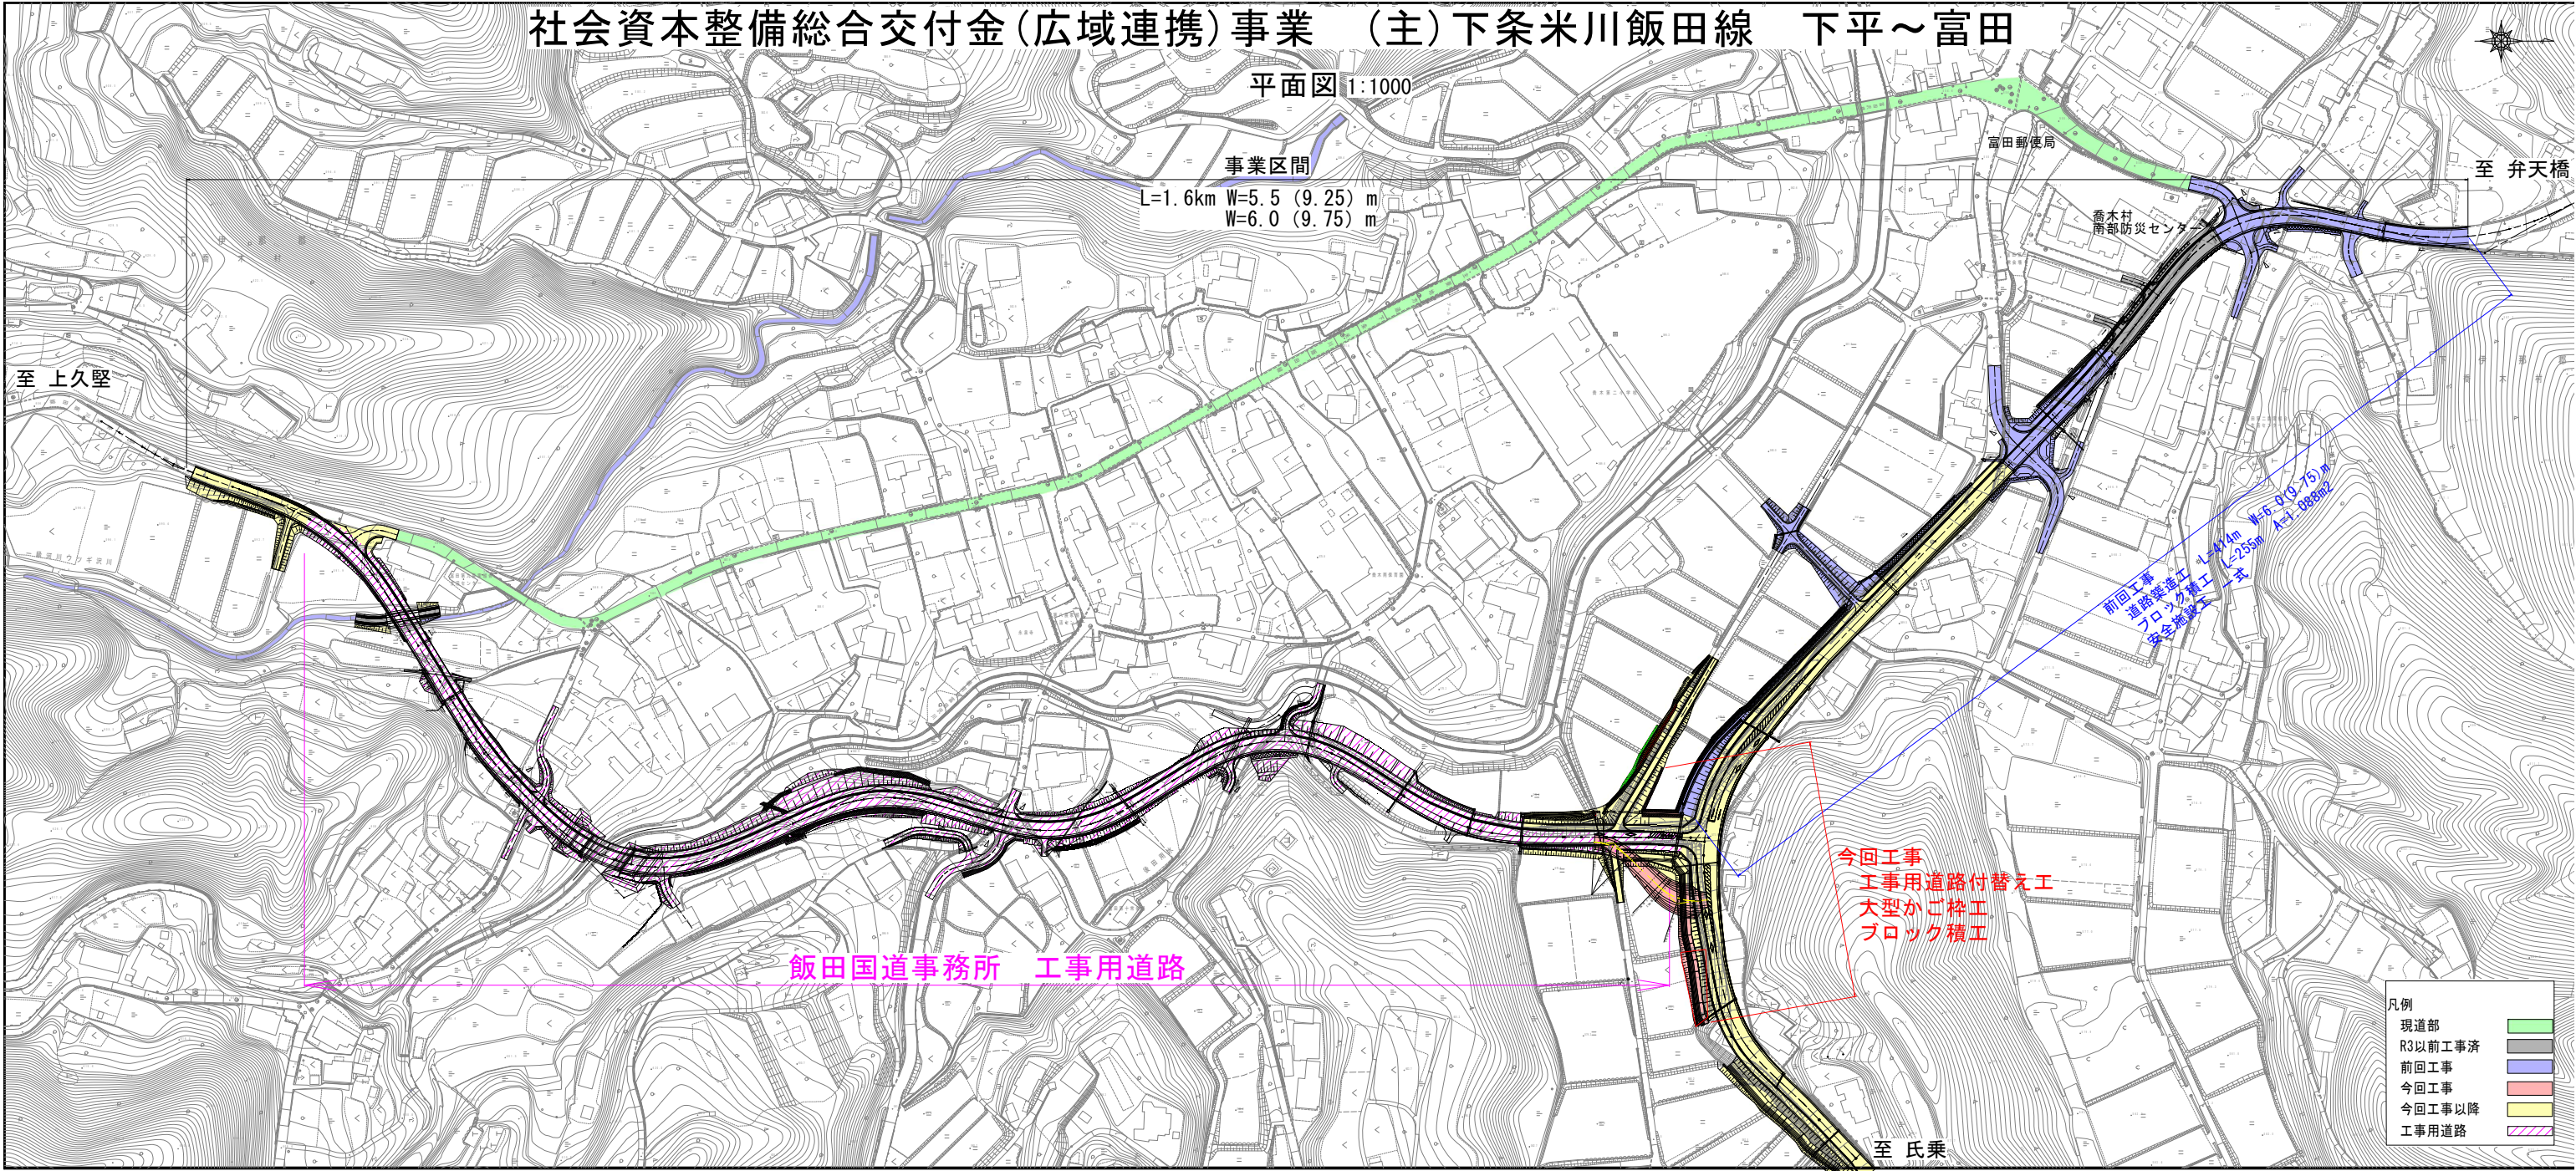 社会資本整備総合交付金(広域連携)事業 (主)下条米川飯田線 下平～富田
平面図 1:1000
事業区間
L=1.6km W=5.5 (9.25) m
W=6.0 (9.75) m
富田郵便局
至 弁天橋
喬木村
南部防災センター
至 上久堅
前回工事
道路築造工 L=414m W=6.0(9.75)m
ブロック積工 L=255m A=1,088m2
安全施設工 一式
今回工事
工事用道路付替え工
大型かご枠工
ブロック積工
飯田国道事務所 工事用道路
至 氏乗
凡例
現道部
R3以前工事済
前回工事
今回工事
今回工事以降
工事用道路